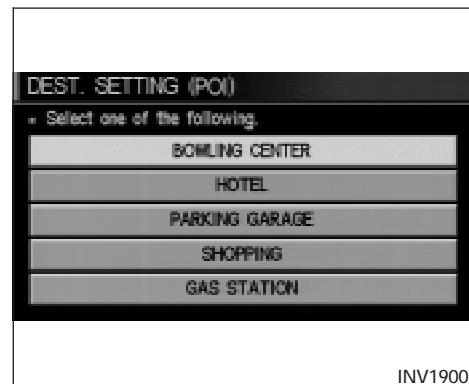 DEST. SETTING (POI)
Select one of the following.
BOWLING CENTER
HOTEL
PARKING GARAGE
SHOPPING
GAS STATION
INV1900